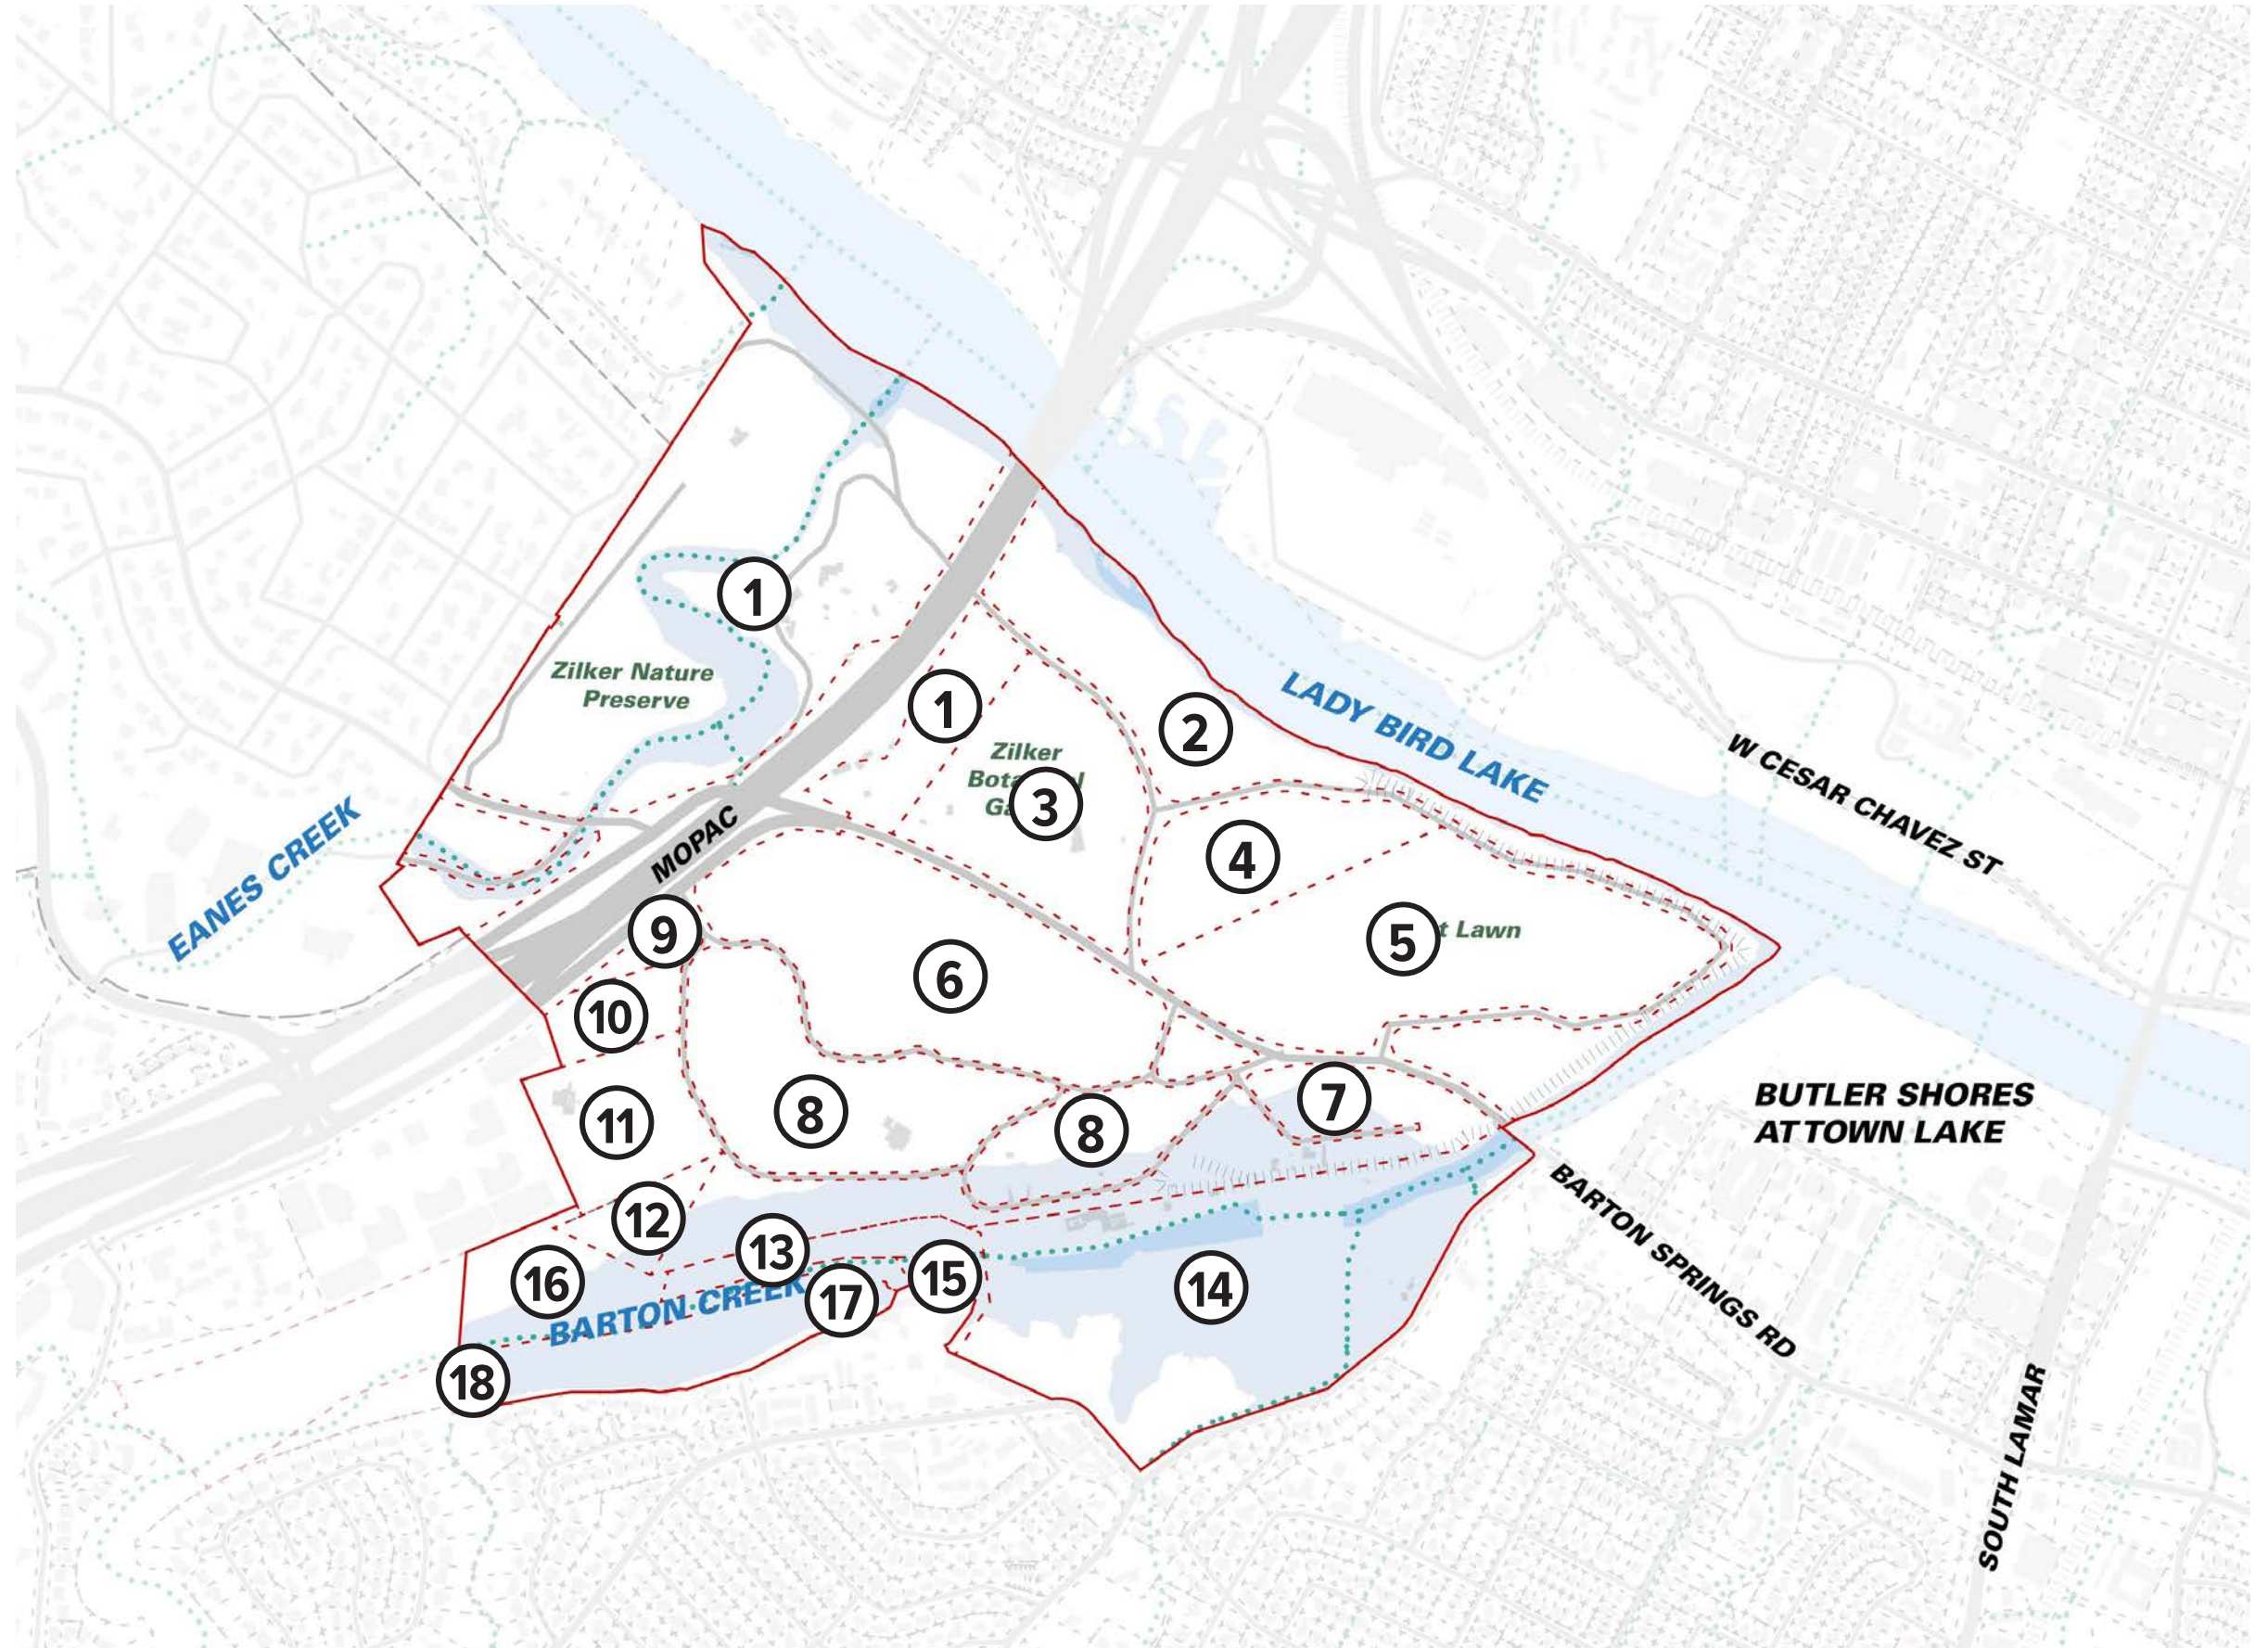 1
Zilker Nature
Preserve
1
2
LADY BIRD LAKE
W CESAR CHAVEZ ST
Zilker
3
MOPAC
EANES CREEK
4
5
t Lawn
9
6
10
7
8
8
11
BUTLER SHORES
AT TOWN LAKE
12
13
BARTON SPRINGS RD
16
BARTON CREEK
17
15
14
18
SOUTH LAMAR